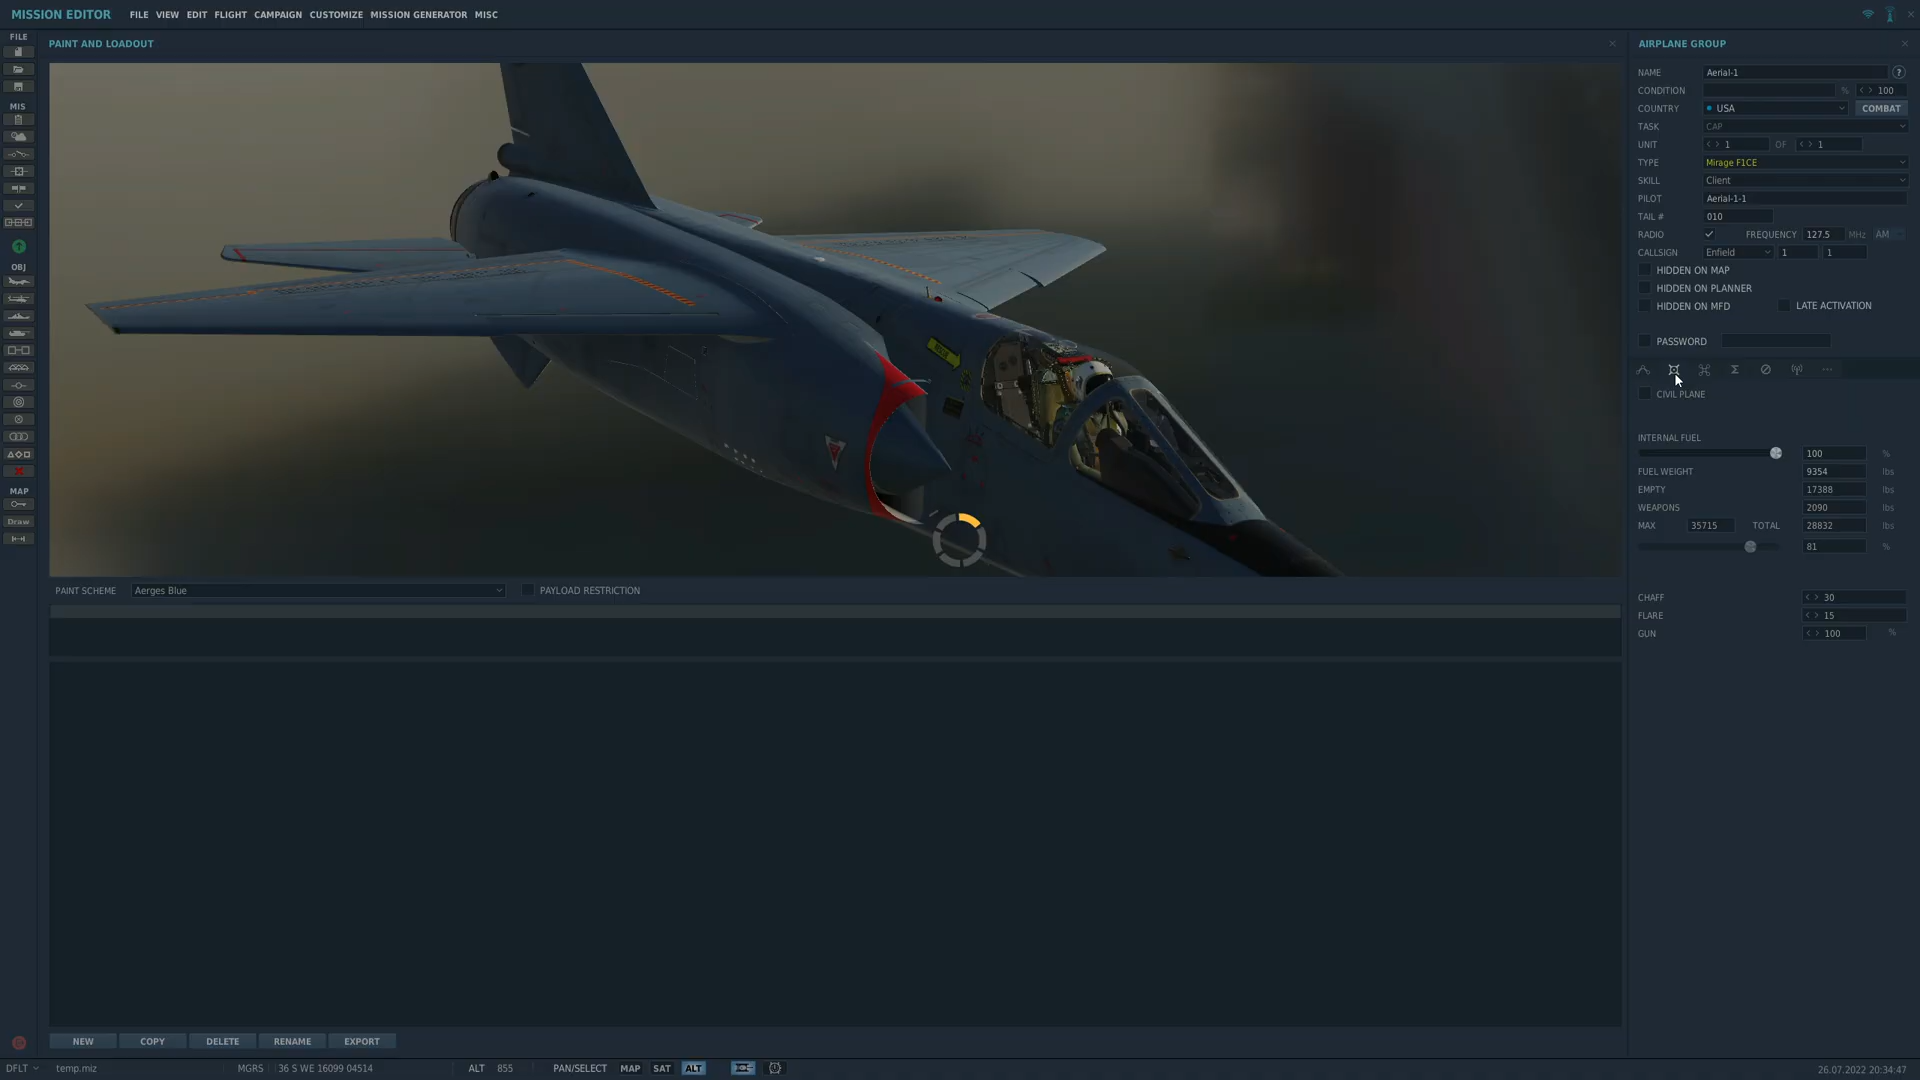 MISSION EDITOR FILE VIEW EDIT FLIGHT CAMPAIGN CUSTOMIZE MISSION GENERATOR MISC
FILE
MIS
OBJ
MAP
Draw
PAINT AND LOADOUT
PAINT SCHEME Aerges Blue PAYLOAD RESTRICTION
NEW COPY DELETE RENAME EXPORT
AIRPLANE GROUP
NAME Aerial-1 ?
CONDITION % < > 100
COUNTRY USA COMBAT
TASK CAP
UNIT < > 1 OF < > 1
TYPE Mirage F1CE
SKILL Client
PILOT Aerial-1-1
TAIL # 010
RADIO FREQUENCY 127.5 MHz AM
CALLSIGN Enfield 1 1
HIDDEN ON MAP
HIDDEN ON PLANNER
HIDDEN ON MFD LATE ACTIVATION
PASSWORD
CIVIL PLANE
INTERNAL FUEL
100 %
FUEL WEIGHT 9354 lbs
EMPTY 17388 lbs
WEAPONS 2090 lbs
MAX 35715 TOTAL 28832 lbs
81 %
CHAFF < > 30
FLARE < > 15
GUN < > 100 %
DFLT temp.miz MGRS 36 S WE 16099 04514 ALT 855 PAN/SELECT MAP SAT ALT 26.07.2022 20:34:47